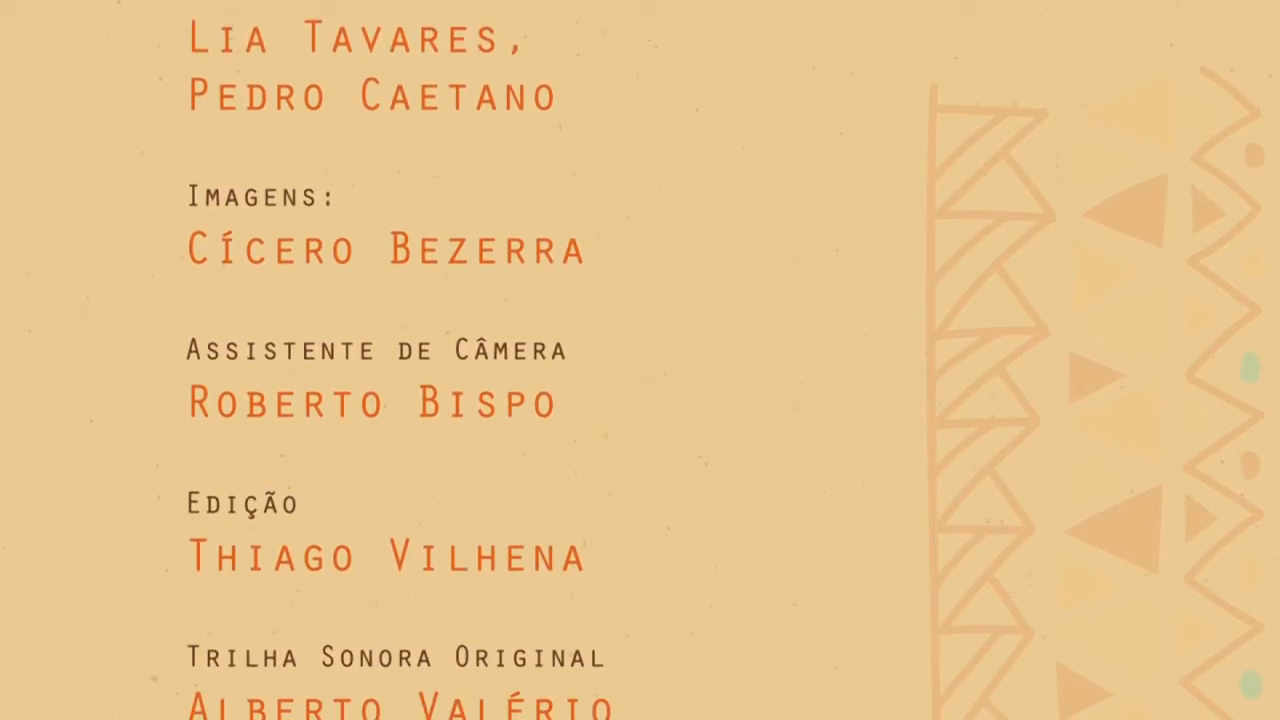 LIA TAVARES,
PEDRO CAETANO
IMAGENS:
CÍCERO BEZERRA
ASSISTENTE DE CÂMERA
ROBERTO BISPO
EDIÇÃO
THIAGO VILHENA
TRILHA SONORA ORIGINAL
ALBERTO VALÉRIO